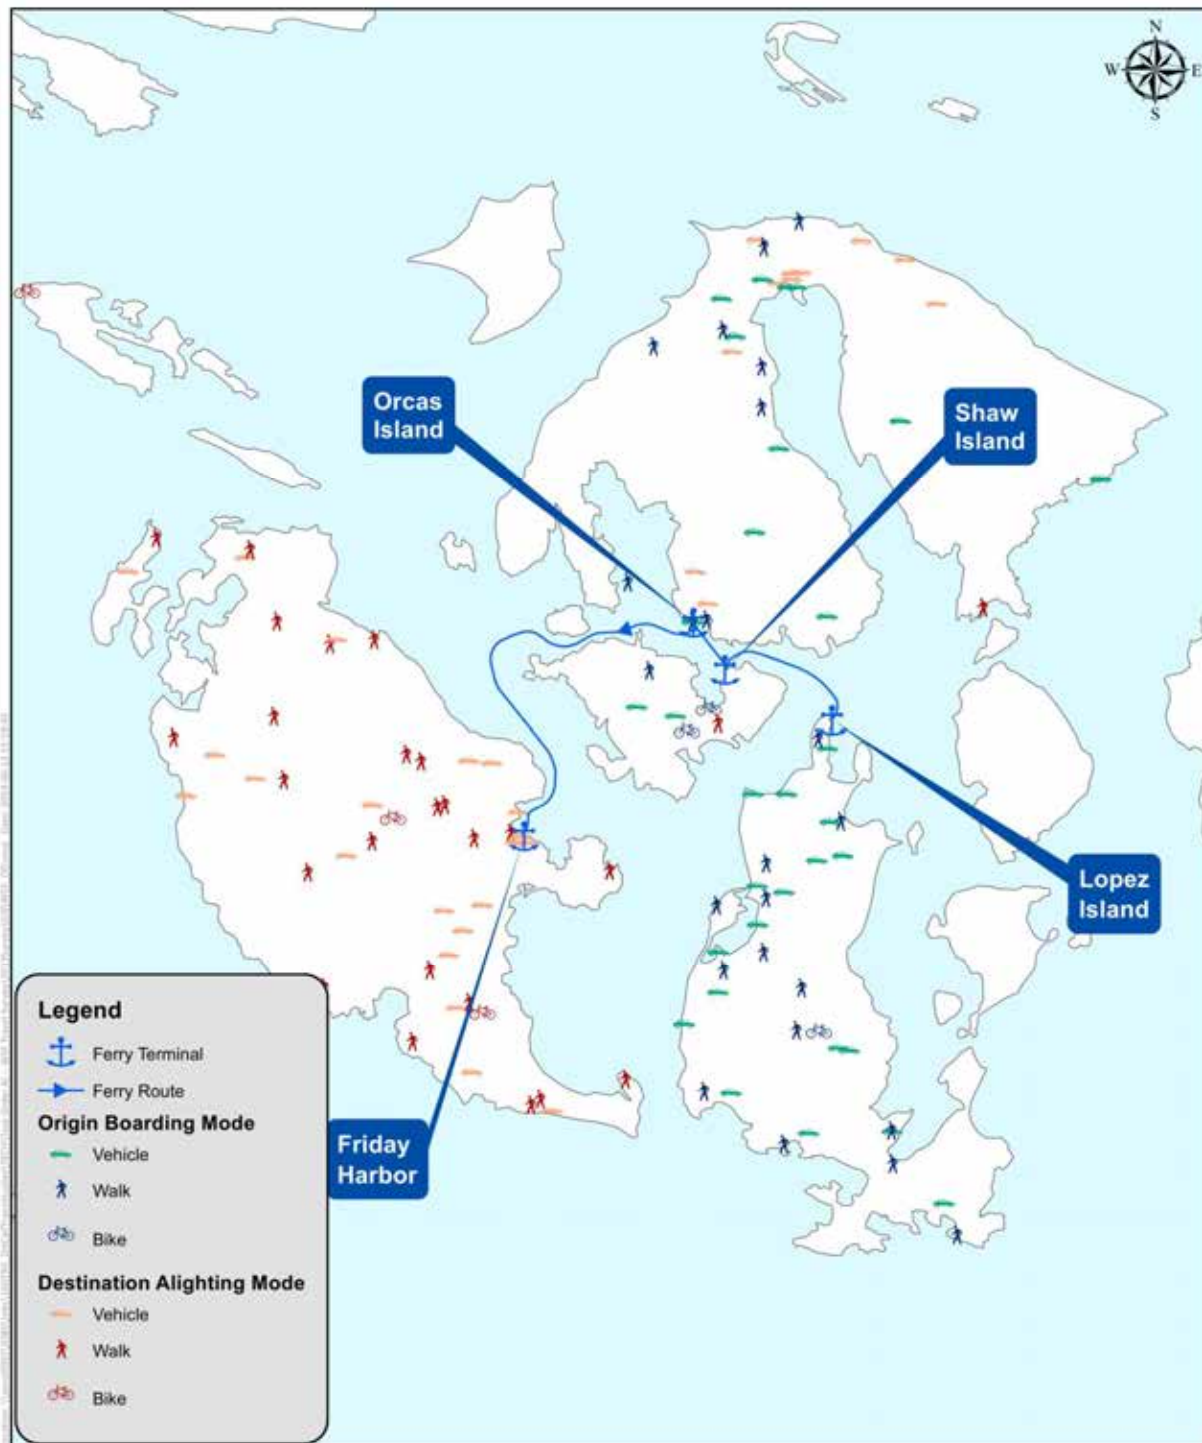 N
W
E
S
Orcas
Island
Shaw
Island
Lopez
Island
Friday
Harbor
Legend
Ferry Terminal
Ferry Route
Origin Boarding Mode
Vehicle
Walk
Bike
Destination Alighting Mode
Vehicle
Walk
Bike